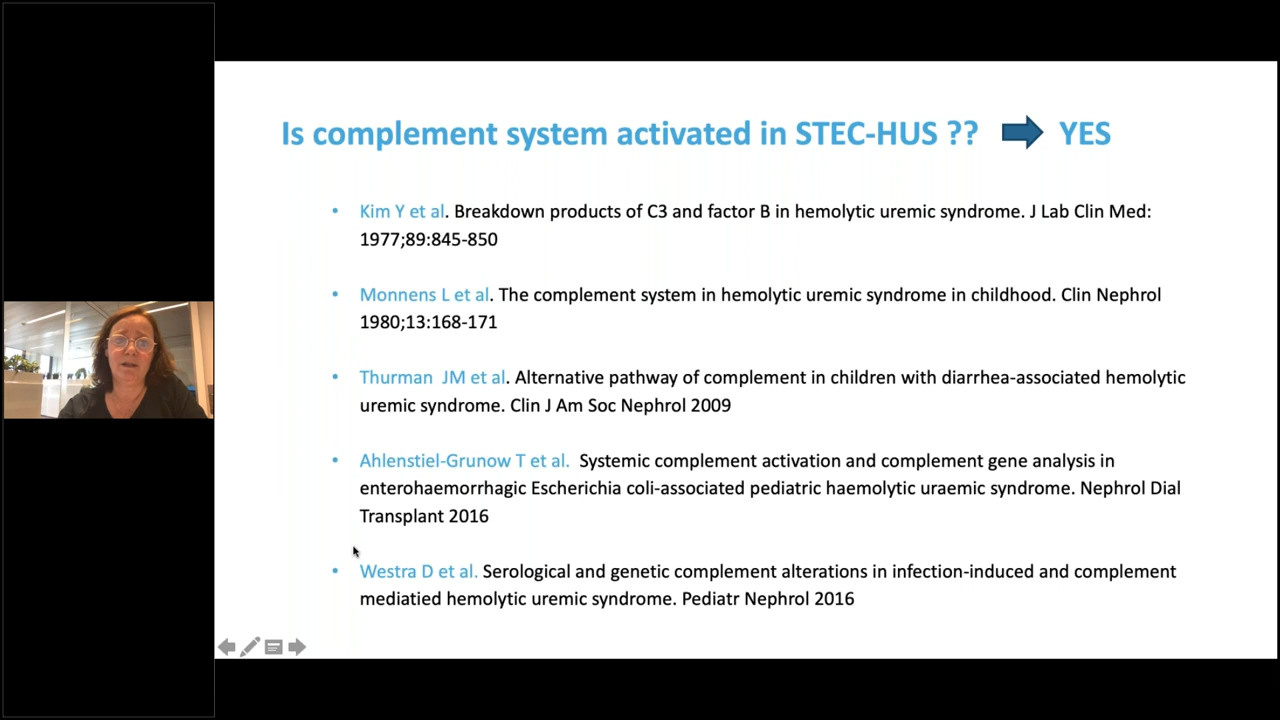 Is complement system activated in STEC-HUS ?? YES
• Kim Y et al. Breakdown products of C3 and factor B in hemolytic uremic syndrome. J Lab Clin Med:
1977;89:845-850
• Monnens L et al. The complement system in hemolytic uremic syndrome in childhood. Clin Nephrol
1980;13:168-171
• Thurman JM et al. Alternative pathway of complement in children with diarrhea-associated hemolytic
uremic syndrome. Clin J Am Soc Nephrol 2009
• Ahlenstiel-Grunow T et al. Systemic complement activation and complement gene analysis in
enterohaemorrhagic Escherichia coli-associated pediatric haemolytic uraemic syndrome. Nephrol Dial
Transplant 2016
• Westra D et al. Serological and genetic complement alterations in infection-induced and complement
mediatied hemolytic uremic syndrome. Pediatr Nephrol 2016